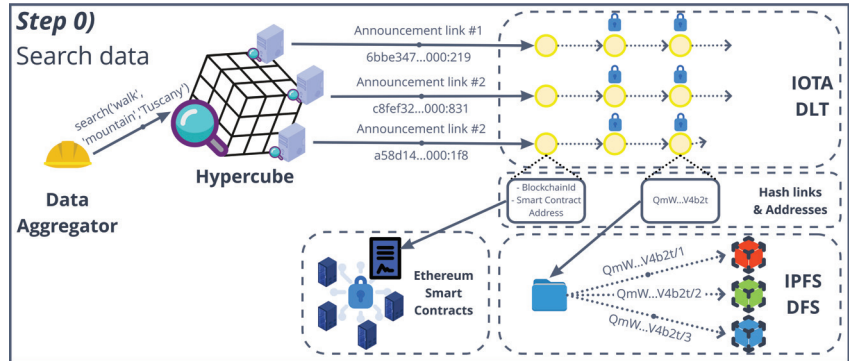 Step 0)
Search data
search('walk',
'mountain','Tuscany')
Data
Aggregator
Hypercube
Announcement link #1
6bbe347...000:219
Announcement link #2
c8fef32...000:831
Announcement link #2
a58d14...000:1f8
IOTA
DLT
- BlockchainId
- Smart Contract
Address
QmW...V4b2t
Hash links
& Addresses
Ethereum
Smart
Contracts
QmW...V4b2t/1
QmW...V4b2t/2
QmW...V4b2t/3
IPFS
DFS